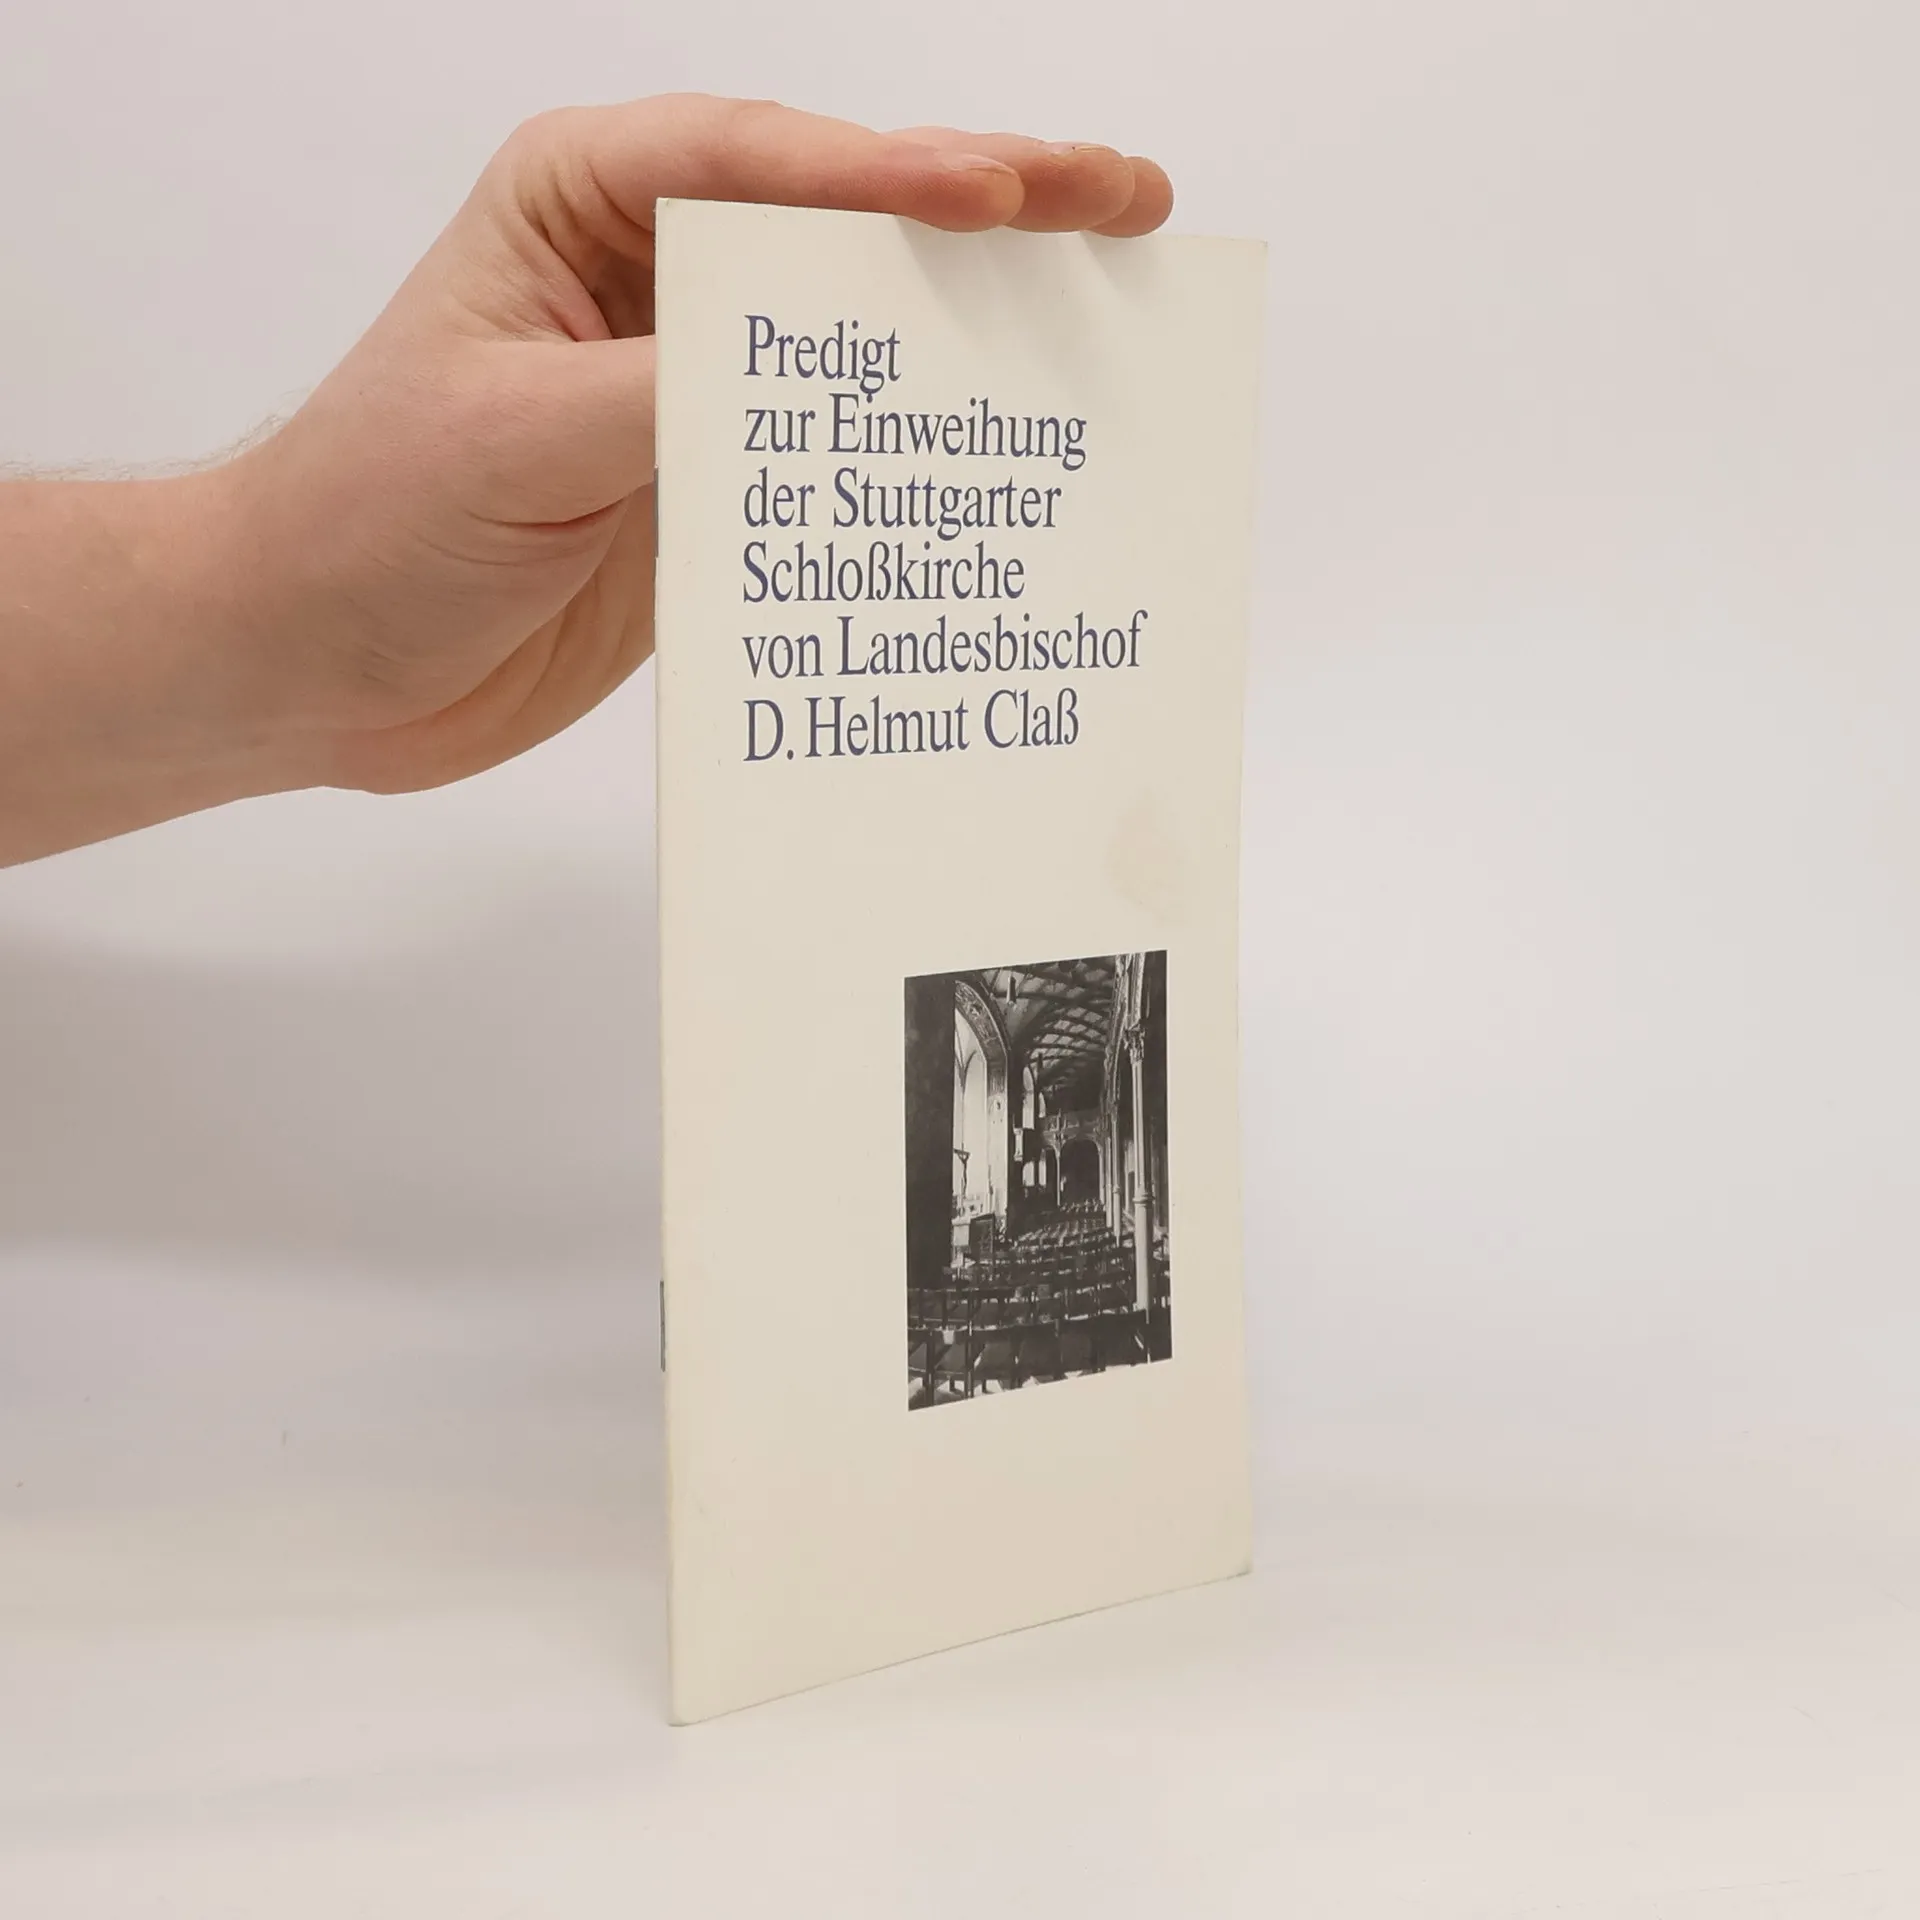 Predigt
zur Einweihung
der Stuttgarter
Schloßkirche
von Landesbischof
D. Helmut Claß